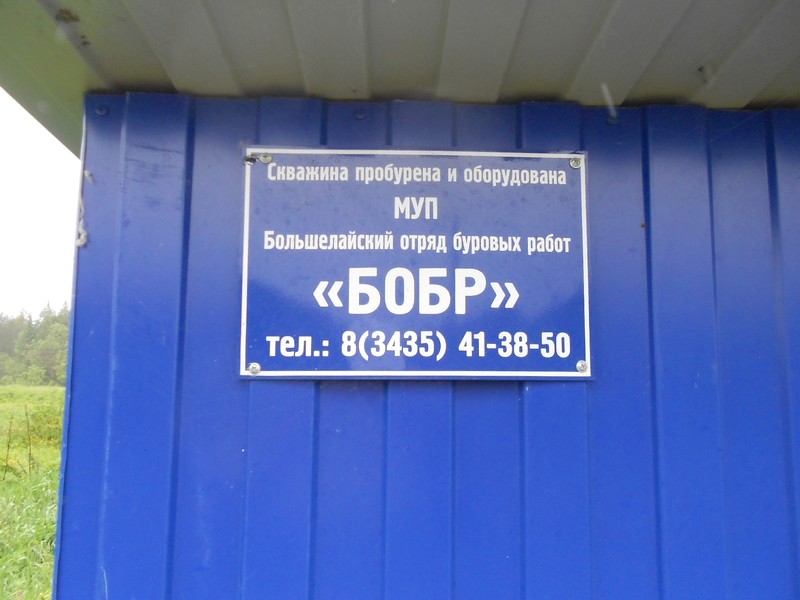 Скважина пробурена и оборудована
МУП
Большелайский отряд буровых работ
«БОБР»
тел.: 8(3435) 41-38-50